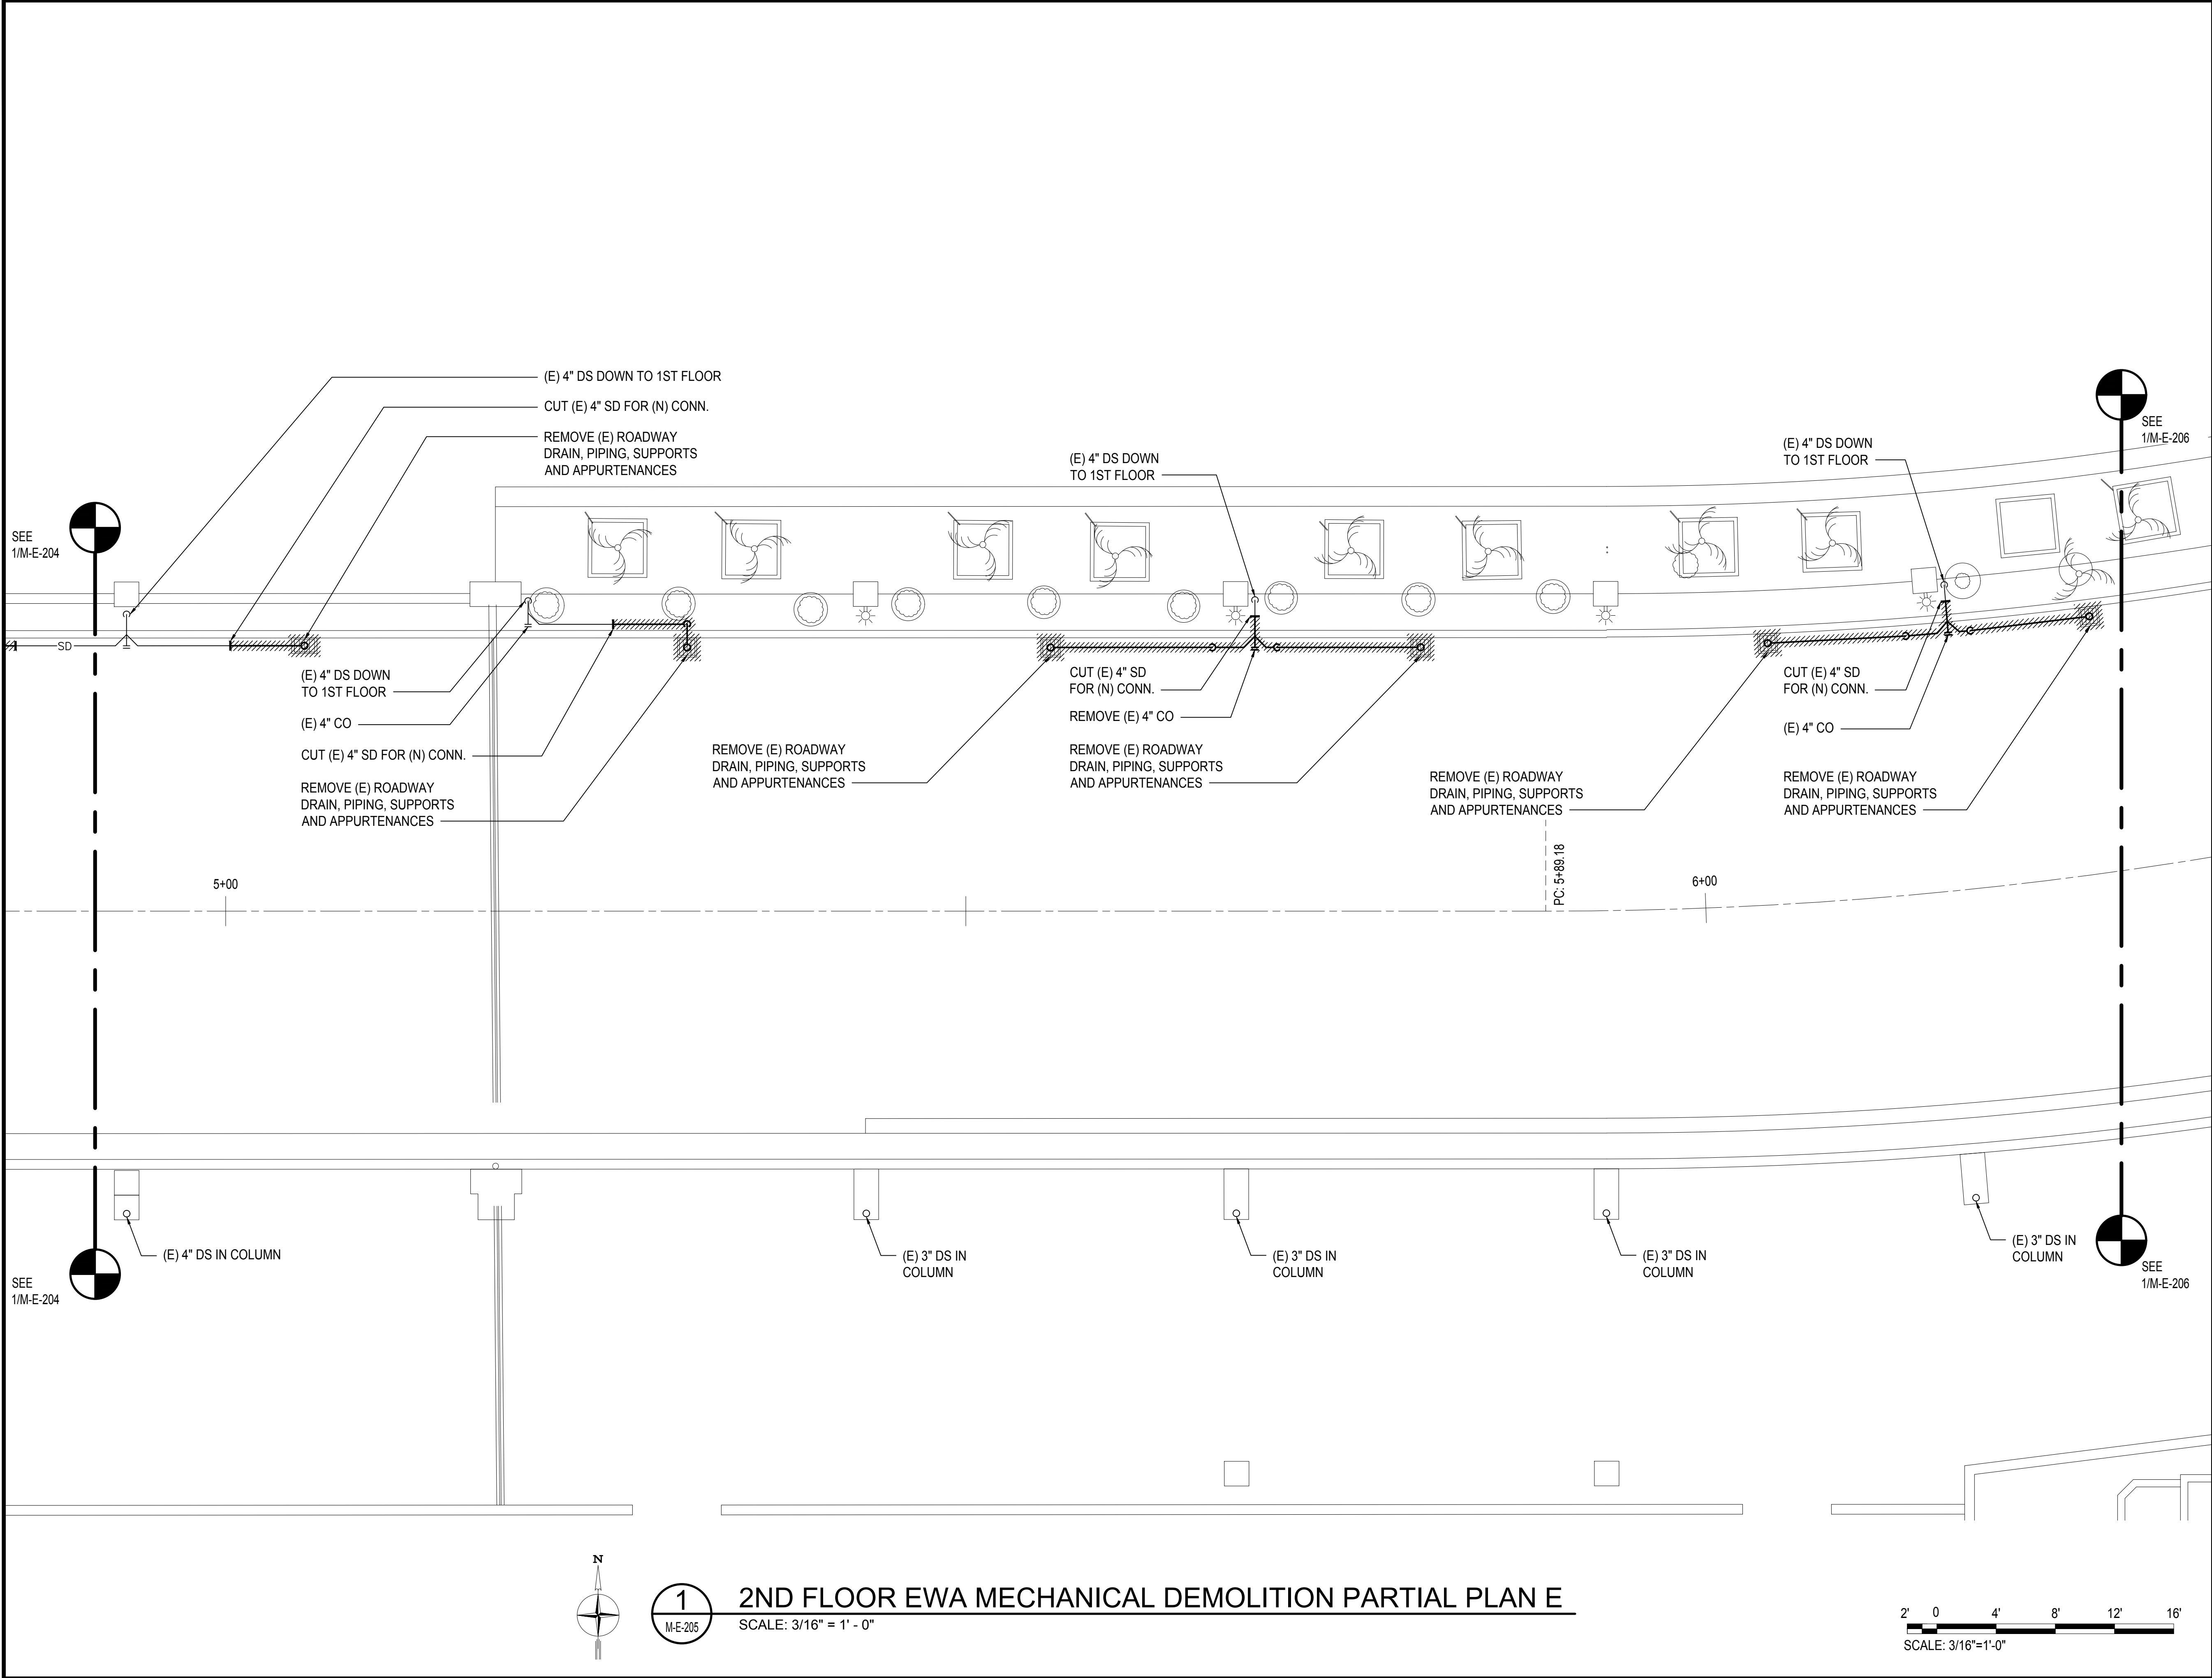 (E) 4" DS DOWN TO 1ST FLOOR
CUT (E) 4" SD FOR (N) CONN.
REMOVE (E) ROADWAY
DRAIN, PIPING, SUPPORTS
AND APPURTENANCES
(E) 4" DS DOWN
TO 1ST FLOOR
(E) 4" DS DOWN
TO 1ST FLOOR
SEE
1/M-E-206
SEE
1/M-E-204
SD
(E) 4" DS DOWN
TO 1ST FLOOR
(E) 4" CO
CUT (E) 4" SD FOR (N) CONN.
REMOVE (E) ROADWAY
DRAIN, PIPING, SUPPORTS
AND APPURTENANCES
REMOVE (E) ROADWAY
DRAIN, PIPING, SUPPORTS
AND APPURTENANCES
CUT (E) 4" SD
FOR (N) CONN.
REMOVE (E) 4" CO
REMOVE (E) ROADWAY
DRAIN, PIPING, SUPPORTS
AND APPURTENANCES
REMOVE (E) ROADWAY
DRAIN, PIPING, SUPPORTS
AND APPURTENANCES
CUT (E) 4" SD
FOR (N) CONN.
(E) 4" CO
REMOVE (E) ROADWAY
DRAIN, PIPING, SUPPORTS
AND APPURTENANCES
5+00
PC: 5+89.18
6+00
(E) 4" DS IN COLUMN
(E) 3" DS IN
COLUMN
(E) 3" DS IN
COLUMN
(E) 3" DS IN
COLUMN
(E) 3" DS IN
COLUMN
SEE
1/M-E-204
SEE
1/M-E-206
N
1
M-E-205
2ND FLOOR EWA MECHANICAL DEMOLITION PARTIAL PLAN E
SCALE: 3/16" = 1' - 0"
2' 0 4' 8' 12' 16'
SCALE: 3/16"=1'-0"